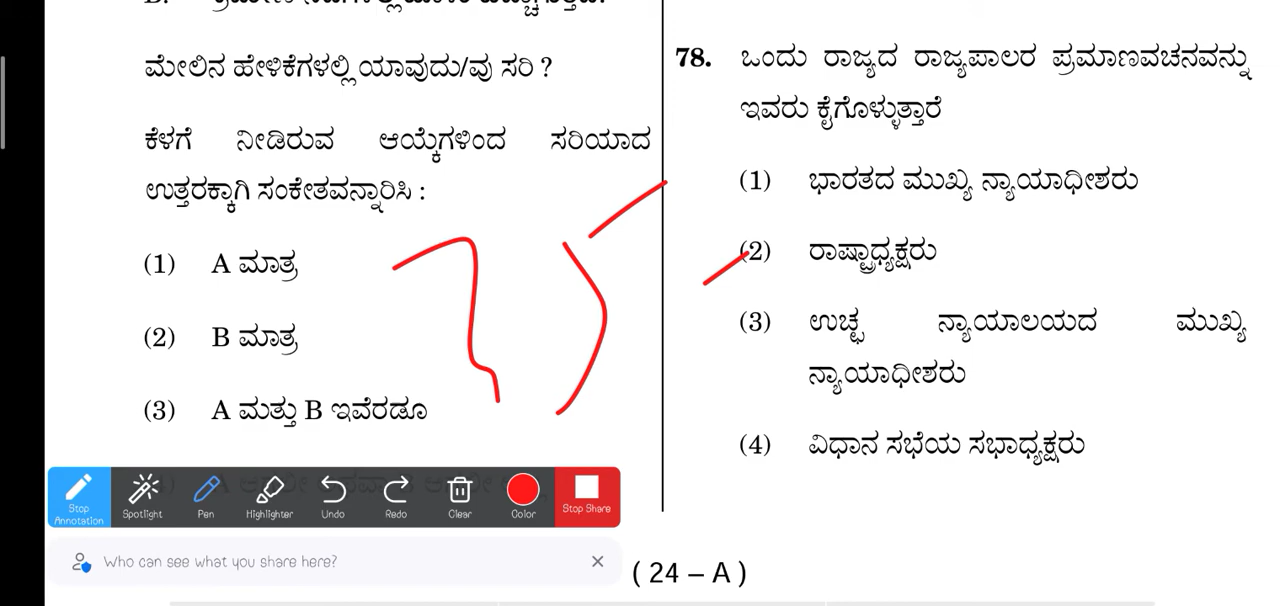 ಮೇಲಿನ ಹೇಳಿಕೆಗಳಲ್ಲಿ ಯಾವುದು/ವು ಸರಿ ?
ಕೆಳಗೆ ನೀಡಿರುವ ಆಯ್ಕೆಗಳಿಂದ ಸರಿಯಾದ
ಉತ್ತರಕ್ಕಾಗಿ ಸಂಕೇತವನ್ನಾರಿಸಿ :
(1) A ಮಾತ್ರ
(2) B ಮಾತ್ರ
(3) A ಮತ್ತು B ಇವೆರಡೂ
78. ಒಂದು ರಾಜ್ಯದ ರಾಜ್ಯಪಾಲರ ಪ್ರಮಾಣವಚನವನ್ನು
ಇವರು ಕೈಗೊಳ್ಳುತ್ತಾರೆ
(1) ಭಾರತದ ಮುಖ್ಯ ನ್ಯಾಯಾಧೀಶರು
(2) ರಾಷ್ಟ್ರಾಧ್ಯಕ್ಷರು
(3) ಉಚ್ಛ ನ್ಯಾಯಾಲಯದ ಮುಖ್ಯ
ನ್ಯಾಯಾಧೀಶರು
(4) ವಿಧಾನ ಸಭೆಯ ಸಭಾಧ್ಯಕ್ಷರು
Stop Annotation
Spotlight
Pen
Highlighter
Undo
Redo
Clear
Color
Stop Share
Who can see what you share here?
( 24 – A )